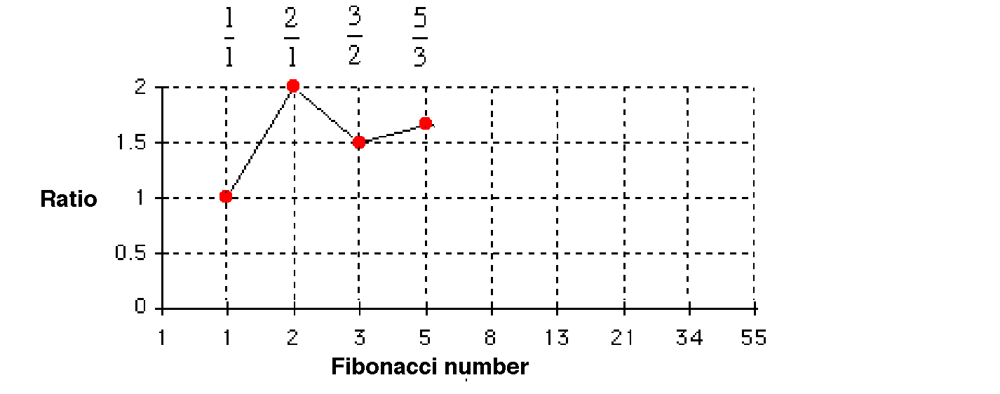 1/1 2/1 3/2 5/3
2
1.5
Ratio 1
0.5
0
1 1 2 3 5 8 13 21 34 55
Fibonacci number